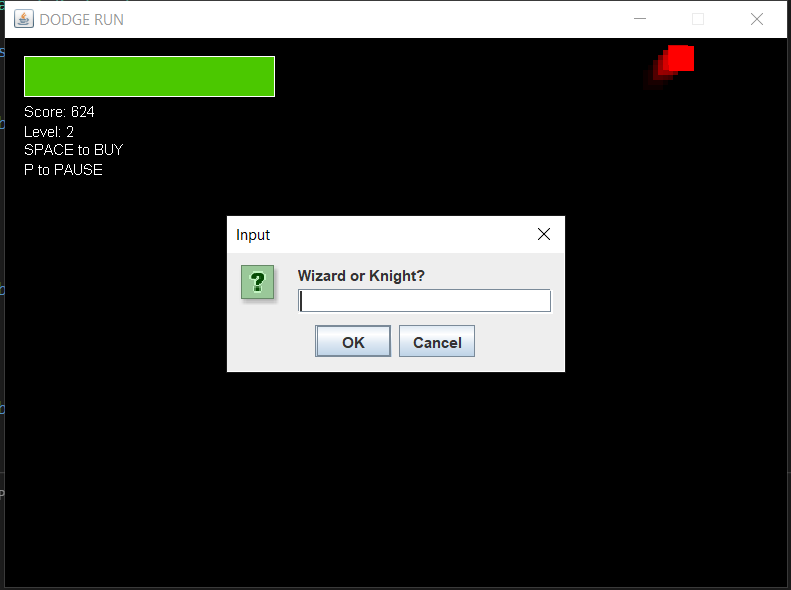 DODGE RUN
Score: 624
Level: 2
SPACE to BUY
P to PAUSE
Input
?
Wizard or Knight?
OK
Cancel